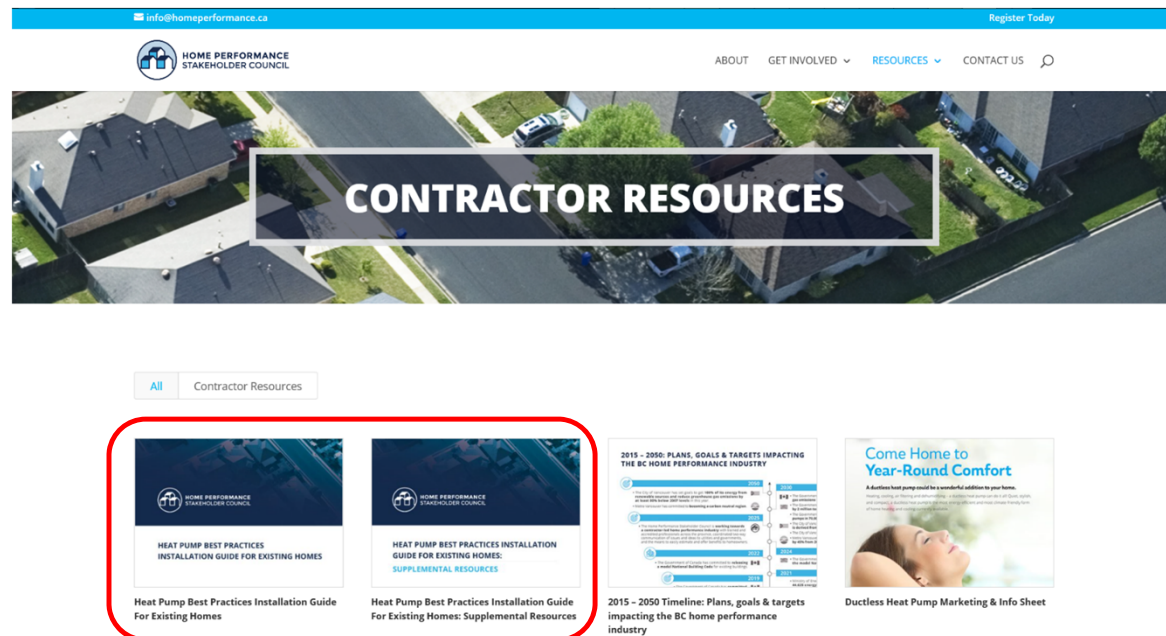 info@homeperformance.ca
Register Today
HOME PERFORMANCE
STAKEHOLDER COUNCIL
ABOUT GET INVOLVED RESOURCES CONTACT US
CONTRACTOR RESOURCES
All Contractor Resources
HOME PERFORMANCE
STAKEHOLDER COUNCIL
HEAT PUMP BEST PRACTICES
INSTALLATION GUIDE FOR EXISTING HOMES
Heat Pump Best Practices Installation Guide
For Existing Homes
HOME PERFORMANCE
STAKEHOLDER COUNCIL
HEAT PUMP BEST PRACTICES INSTALLATION
GUIDE FOR EXISTING HOMES:
SUPPLEMENTAL RESOURCES
Heat Pump Best Practices Installation Guide
For Existing Homes: Supplemental Resources
2015 – 2050: PLANS, GOALS & TARGETS IMPACTING
THE BC HOME PERFORMANCE INDUSTRY
2015 – 2050 Timeline: Plans, goals & targets
impacting the BC home performance
industry
Come Home to
Year-Round Comfort
A ductless heat pump could be a wonderful addition to your home.
Ductless Heat Pump Marketing & Info Sheet